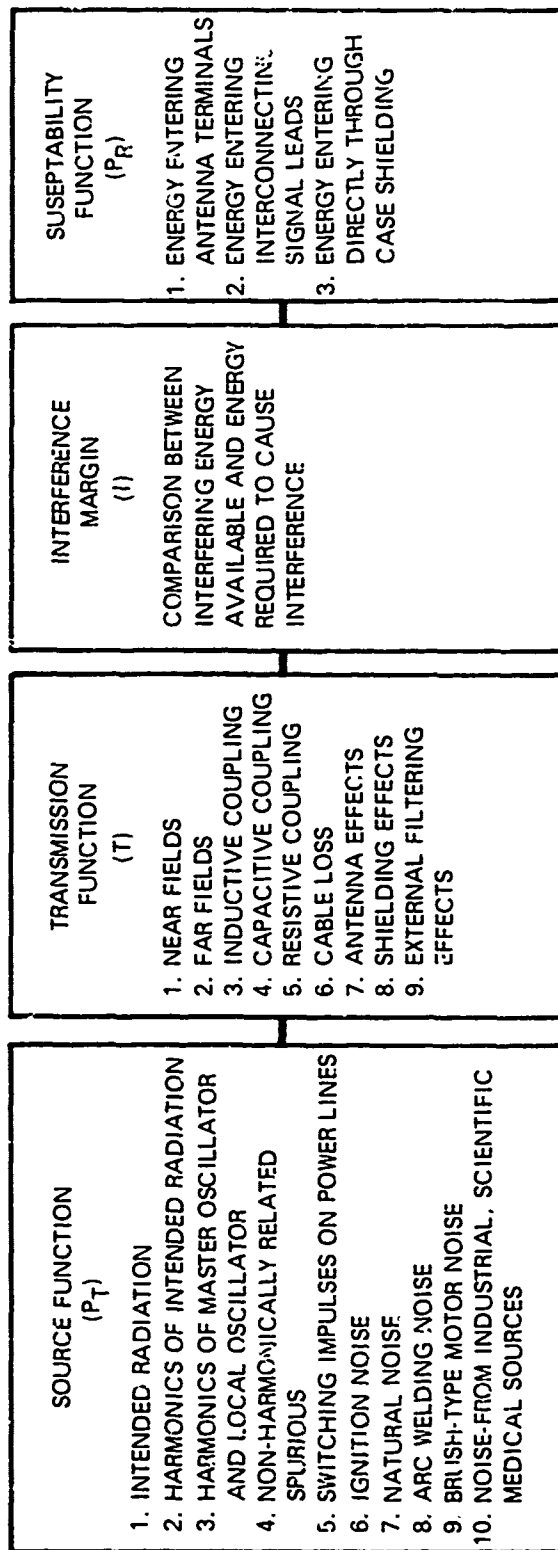 SOURCE FUNCTION
(PT)
1. INTENDED RADIATION
2. HARMONICS OF INTENDED RADIATION
3. HARMONICS OF MASTER OSCILLATOR
AND LOCAL OSCILLATOR
4. NON-HARMONICALLY RELATED
SPURIOUS
5. SWITCHING IMPULSES ON POWER LINES
6. IGNITION NOISE
7. NATURAL NOISE
8. ARC WELDING NOISE
9. BRUSH-TYPE MOTOR NOISE
10. NOISE-FROM INDUSTRIAL, SCIENTIFIC
MEDICAL SOURCES
TRANSMISSION
FUNCTION
(T)
1. NEAR FIELDS
2. FAR FIELDS
3. INDUCTIVE COUPLING
4. CAPACITIVE COUPLING
5. RESISTIVE COUPLING
6. CABLE LOSS
7. ANTENNA EFFECTS
8. SHIELDING EFFECTS
9. EXTERNAL FILTERING
EFFECTS
INTERFERENCE
MARGIN
(I)
COMPARISON BETWEEN
INTERFERING ENERGY
AVAILABLE AND ENERGY
REQUIRED TO CAUSE
INTERFERENCE
SUSEPTABILITY
FUNCTION
(PR)
1. ENERGY ENTERING
ANTENNA TERMINALS
2. ENERGY ENTERING
INTERCONNECTING
SIGNAL LEADS
3. ENERGY ENTERING
DIRECTLY THROUGH
CASE SHIELDING